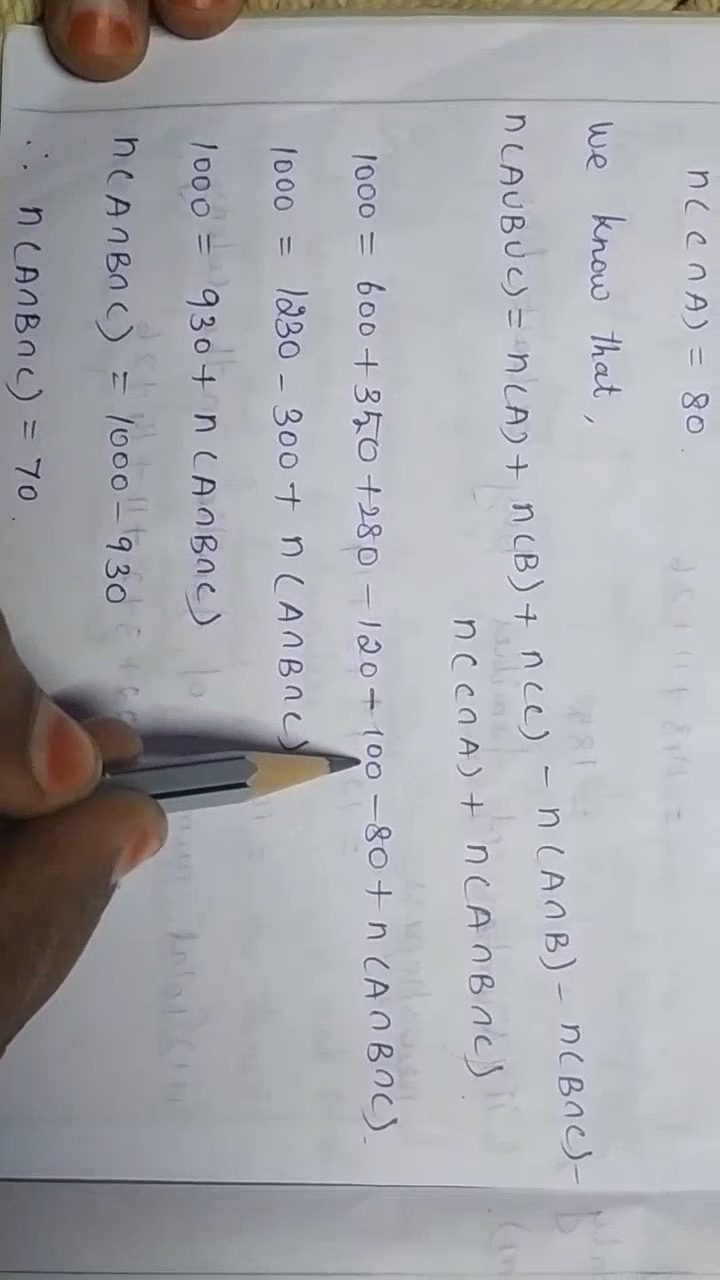 n(C∩A) = 80.
We know that,
n(A∪B∪C) = n(A) + n(B) + n(C) - n(A∩B) - n(B∩C) -
n(C∩A) + n(A∩B∩C).
1000 = 600 + 350 + 280 - 120 + 100 - 80 + n(A∩B∩C).
1000 = 1230 - 300 + n(A∩B∩C)
1000 = 930 + n(A∩B∩C)
n(A∩B∩C) = 1000 - 930
∴ n(A∩B∩C) = 70.